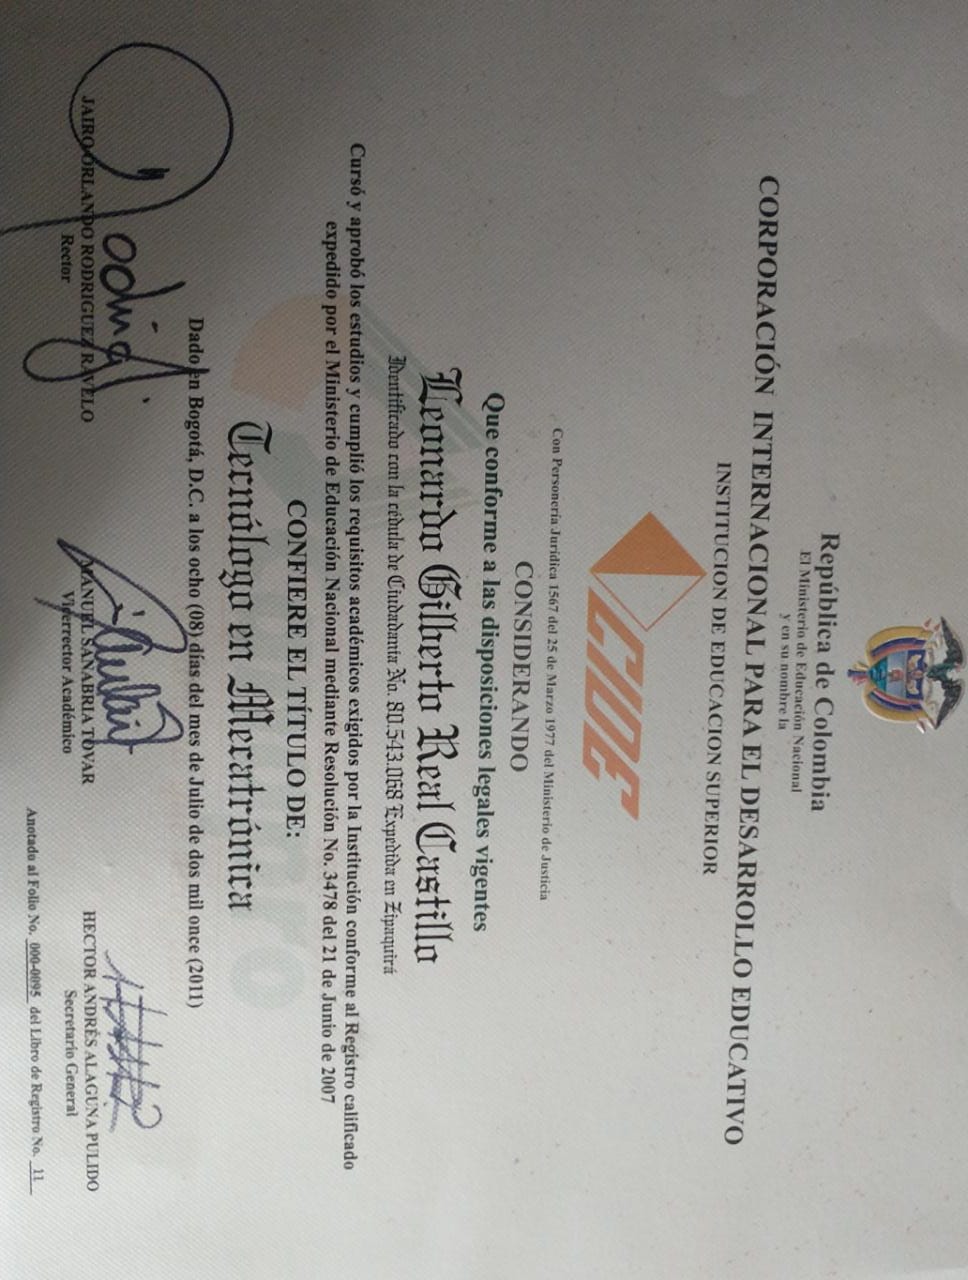 República de Colombia
El Ministerio de Educación Nacional
y en su nombre la
CORPORACIÓN INTERNACIONAL PARA EL DESARROLLO EDUCATIVO
INSTITUCION DE EDUCACION SUPERIOR
CIDE
Con Personería Jurídica 1567 del 25 de Marzo 1977 del Ministerio de Justicia
CONSIDERANDO
Que conforme a las disposiciones legales vigentes
Leonardo Gilberto Real Castillo
Identificado con la cédula de Ciudadanía No. 80.543.068 Expedida en Zipaquirá
Cursó y aprobó los estudios y cumplió los requisitos académicos exigidos por la Institución conforme al Registro calificado
expedido por el Ministerio de Educación Nacional mediante Resolución No. 3478 del 21 de Junio de 2007
CONFIERE EL TÍTULO DE:
Tecnólogo en Mecatrónica
Dado en Bogotá, D.C. a los ocho (08) días del mes de Julio de dos mil once (2011)
JAIRO ORLANDO RODRIGUEZ RAVELO
Rector
MANUEL SANABRIA TOVAR
Vicerrector Académico
HECTOR ANDRÉS ALAGUNA PULIDO
Secretario General
Anotado al Folio No. 000-0095 del Libro de Registro No. 11